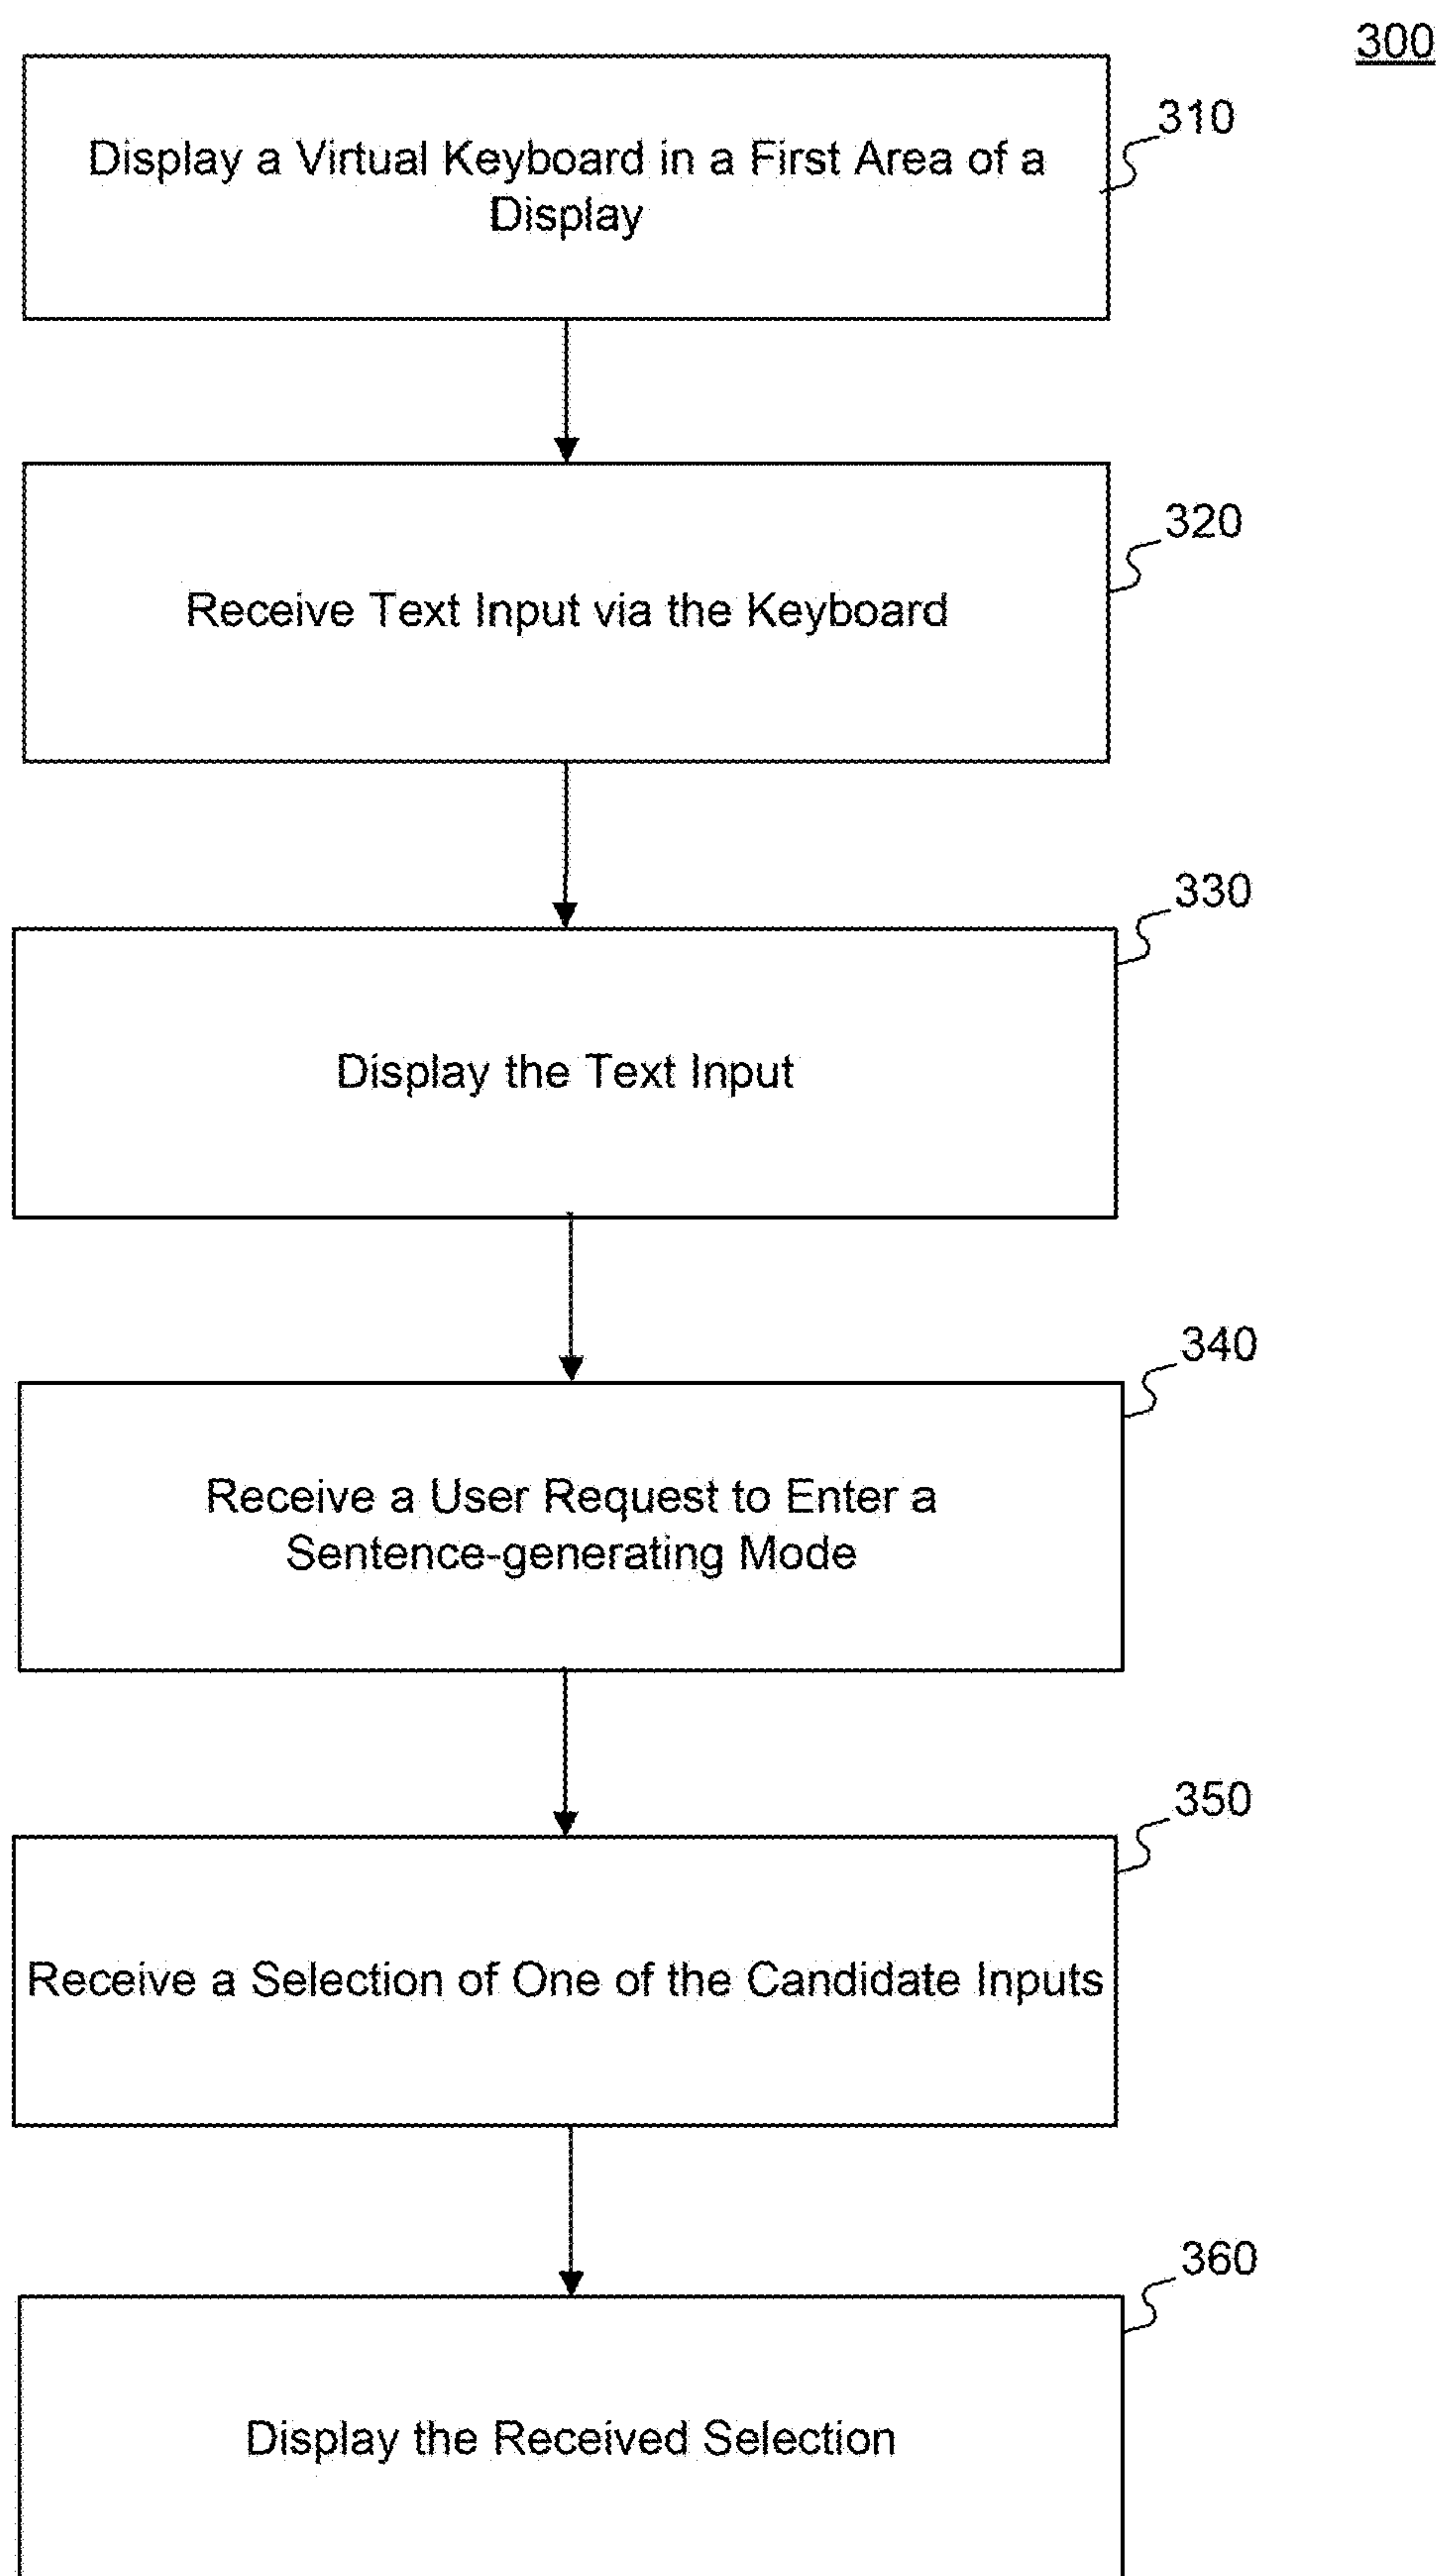 300
310
Display a Virtual Keyboard in a First Area of a
Display
320
Receive Text Input via the Keyboard
330
Display the Text Input
340
Receive a User Request to Enter a
Sentence-generating Mode
350
Receive a Selection of One of the Candidate Inputs
360
Display the Received Selection